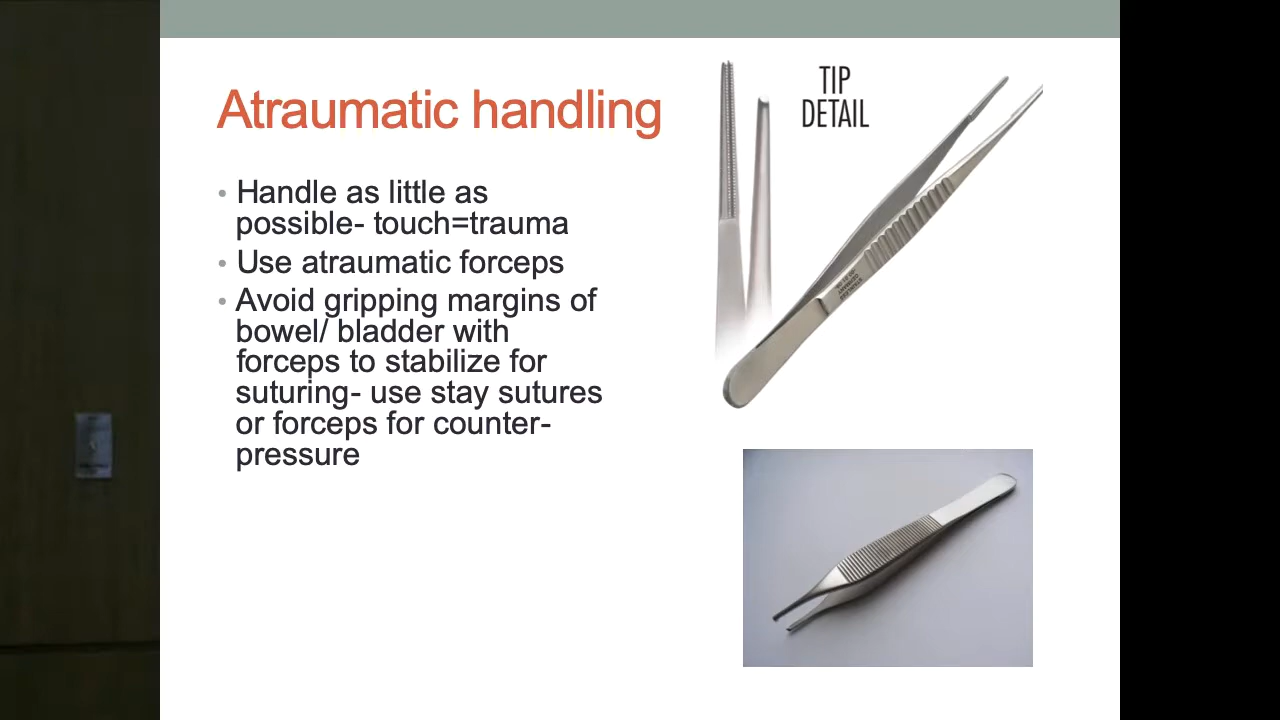 Atraumatic handling
• Handle as little as
possible- touch=trauma
• Use atraumatic forceps
• Avoid gripping margins of
bowel/ bladder with
forceps to stabilize for
suturing- use stay sutures
or forceps for counter-
pressure
TIP
DETAIL
GERMANY